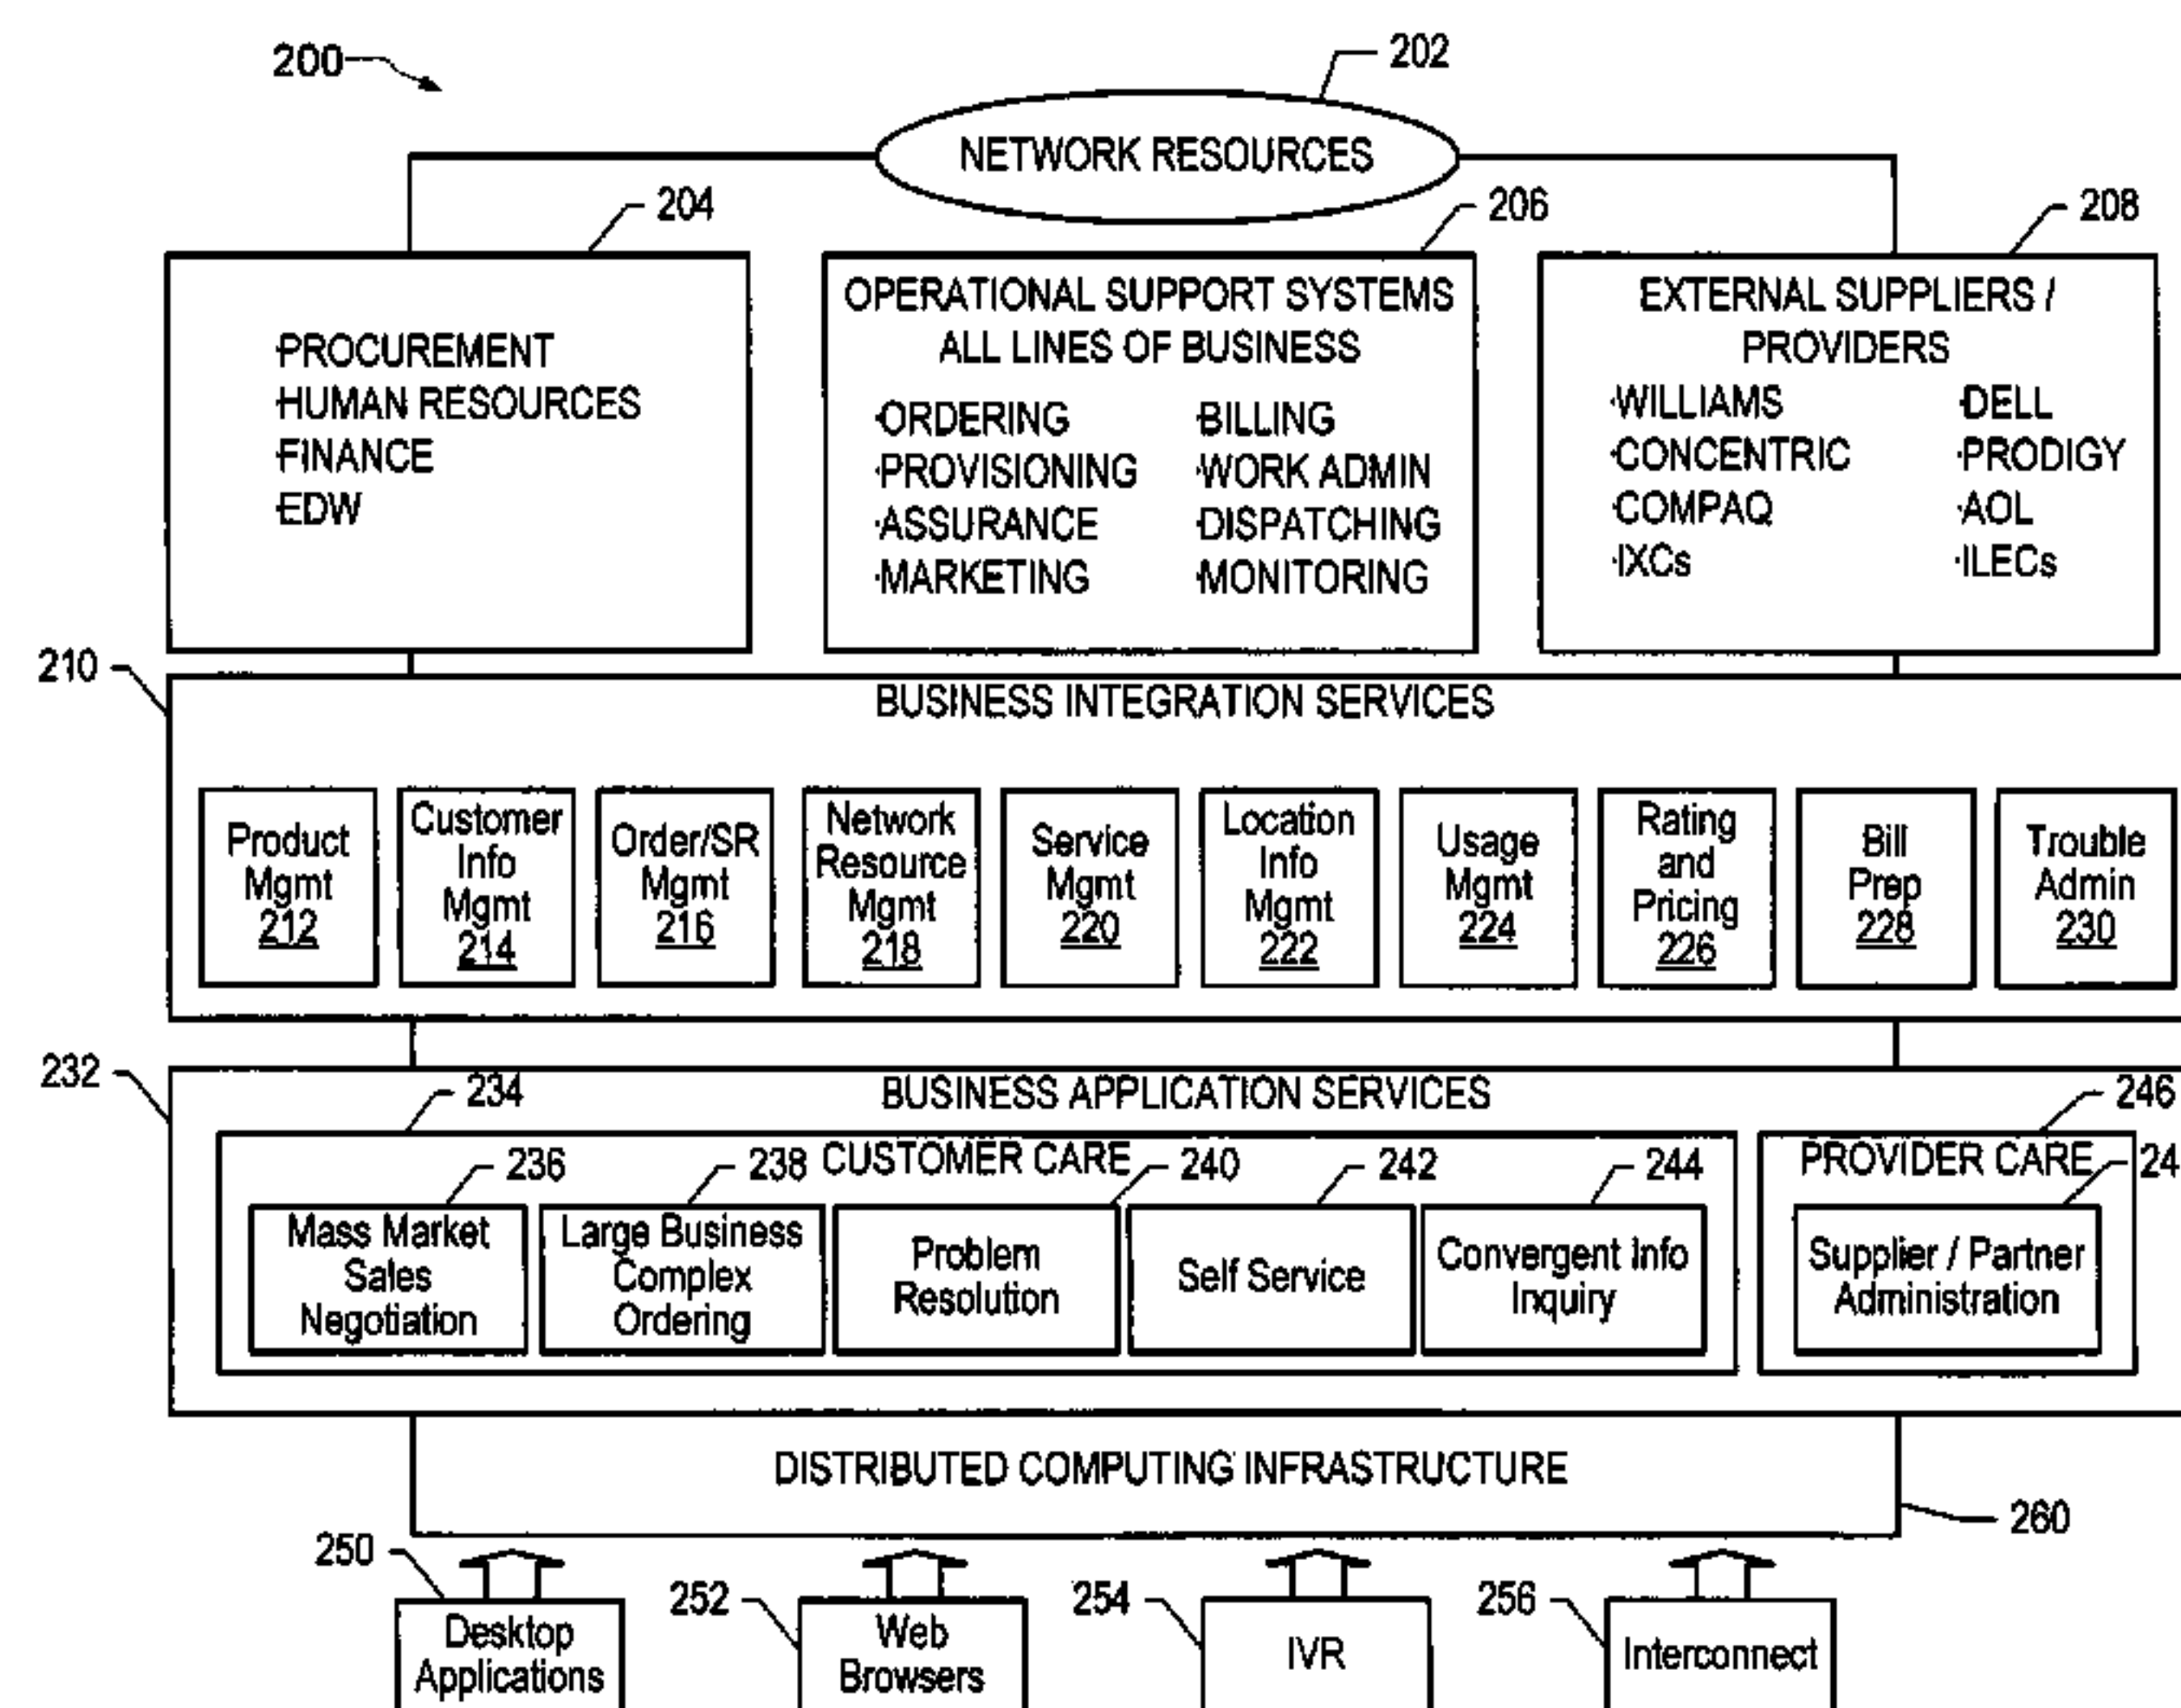 200
202
NETWORK RESOURCES
204
206
208
·PROCUREMENT
·HUMAN RESOURCES
·FINANCE
·EDW
OPERATIONAL SUPPORT SYSTEMS
ALL LINES OF BUSINESS
·ORDERING
·PROVISIONING
·ASSURANCE
·MARKETING
·BILLING
·WORK ADMIN
·DISPATCHING
·MONITORING
EXTERNAL SUPPLIERS /
PROVIDERS
·WILLIAMS
·CONCENTRIC
·COMPAQ
·IXCs
·DELL
·PRODIGY
·AOL
·ILECs
210
BUSINESS INTEGRATION SERVICES
Product
Mgmt
212
Customer
Info
Mgmt
214
Order/SR
Mgmt
216
Network
Resource
Mgmt
218
Service
Mgmt
220
Location
Info
Mgmt
222
Usage
Mgmt
224
Rating
and
Pricing
226
Bill
Prep
228
Trouble
Admin
230
232
BUSINESS APPLICATION SERVICES
234
CUSTOMER CARE
236
Mass Market
Sales
Negotiation
238
Large Business
Complex
Ordering
240
Problem
Resolution
242
Self Service
244
Convergent Info
Inquiry
246
PROVIDER CARE
24
Supplier / Partner
Administration
DISTRIBUTED COMPUTING INFRASTRUCTURE
260
250
Desktop
Applications
252
Web
Browsers
254
IVR
256
Interconnect